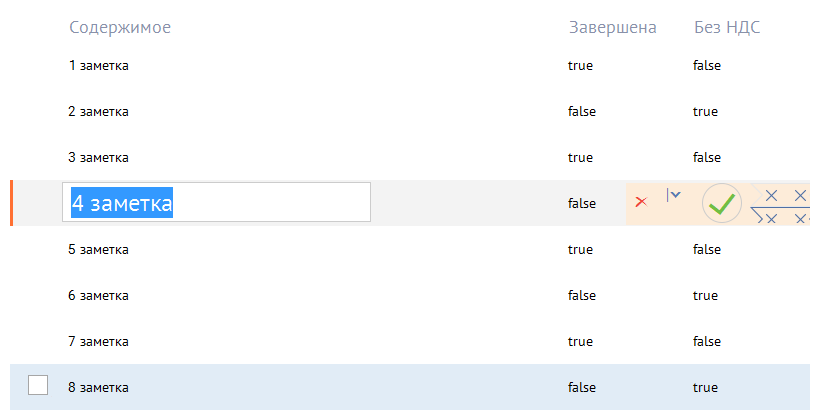 Содержимое Завершена Без НДС
1 заметка true false
2 заметка false true
3 заметка true false
4 заметка false
5 заметка true false
6 заметка false true
7 заметка true false
8 заметка false true